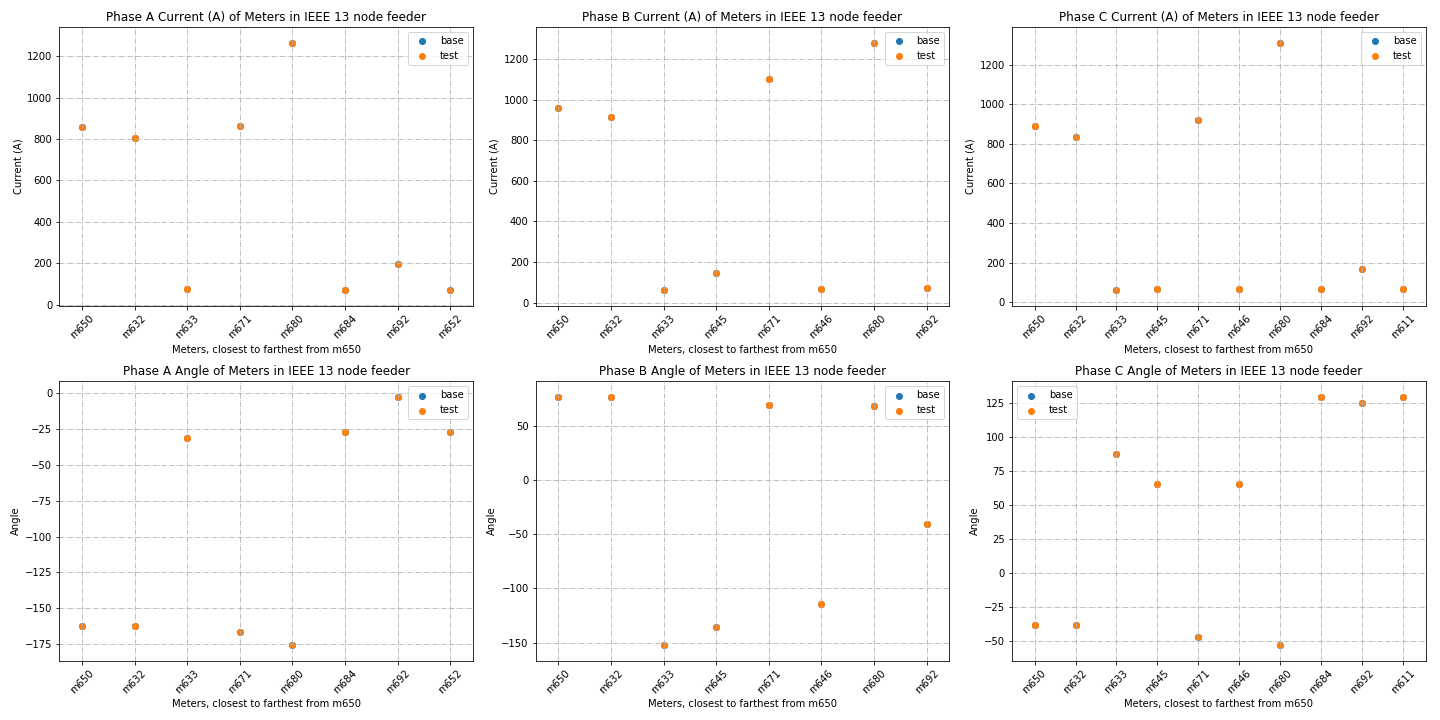 Phase A Current (A) of Meters in IEEE 13 node feeder
base
test
Current (A)
1200
1000
800
600
400
200
0
m650 m632 m633 m671 m680 m684 m692 m652
Meters, closest to farthest from m650
Phase B Current (A) of Meters in IEEE 13 node feeder
base
test
Current (A)
1200
1000
800
600
400
200
0
m650 m632 m633 m645 m671 m646 m680 m692
Meters, closest to farthest from m650
Phase C Current (A) of Meters in IEEE 13 node feeder
base
test
Current (A)
1200
1000
800
600
400
200
0
m650 m632 m633 m645 m671 m646 m680 m684 m692 m611
Meters, closest to farthest from m650
Phase A Angle of Meters in IEEE 13 node feeder
base
test
Angle
0
−25
−50
−75
−100
−125
−150
−175
m650 m632 m633 m671 m680 m684 m692 m652
Meters, closest to farthest from m650
Phase B Angle of Meters in IEEE 13 node feeder
base
test
Angle
50
0
−50
−100
−150
m650 m632 m633 m645 m671 m646 m680 m692
Meters, closest to farthest from m650
Phase C Angle of Meters in IEEE 13 node feeder
base
test
Angle
125
100
75
50
25
0
−25
−50
m650 m632 m633 m645 m671 m646 m680 m684 m692 m611
Meters, closest to farthest from m650